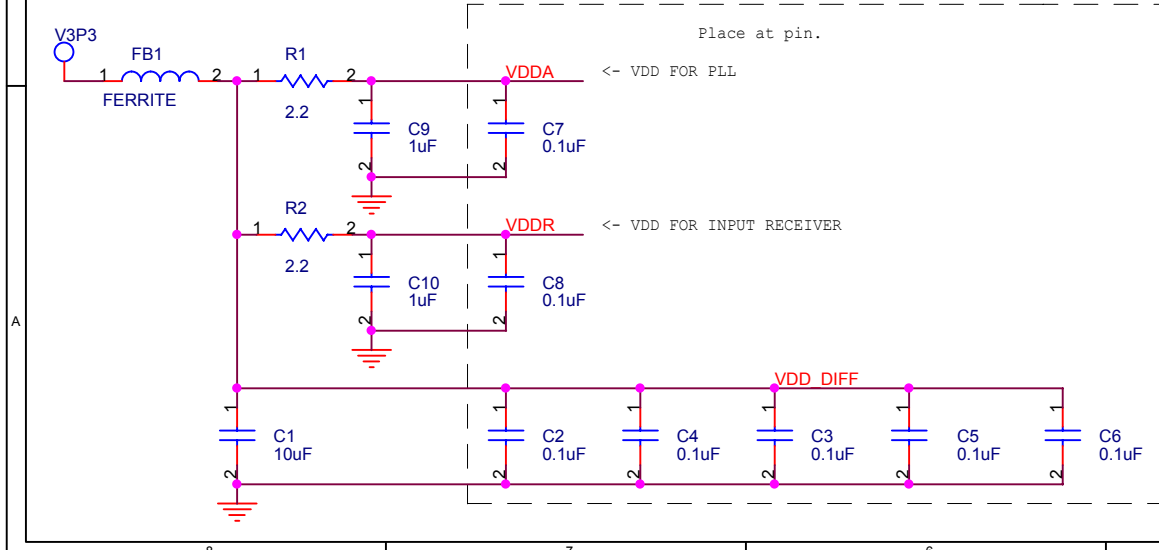 Place at pin.
V3P3
FB1
R1
1
2
1
2
VDDA
<- VDD FOR PLL
FERRITE
2.2
1
C9
1uF
2
1
C7
0.1uF
2
R2
1
2
VDDR
<- VDD FOR INPUT RECEIVER
2.2
1
C10
1uF
2
1
C8
0.1uF
2
A
VDD_DIFF
1
C1
10uF
2
1
C2
0.1uF
2
1
C4
0.1uF
2
1
C3
0.1uF
2
1
C5
0.1uF
2
1
C6
0.1uF
2